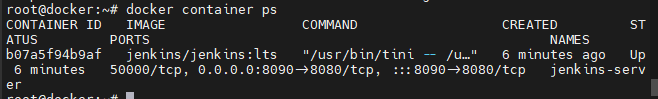 root@docker:~# docker container ps
CONTAINER ID   IMAGE                 COMMAND                  CREATED         ST
ATUS         PORTS                                                    NAMES
b07a5f94b9af   jenkins/jenkins:lts   "/usr/bin/tini -- /u…"   6 minutes ago   Up
 6 minutes   50000/tcp, 0.0.0.0:8090->8080/tcp, :::8090->8080/tcp   jenkins-serv
er
root@docker:~#